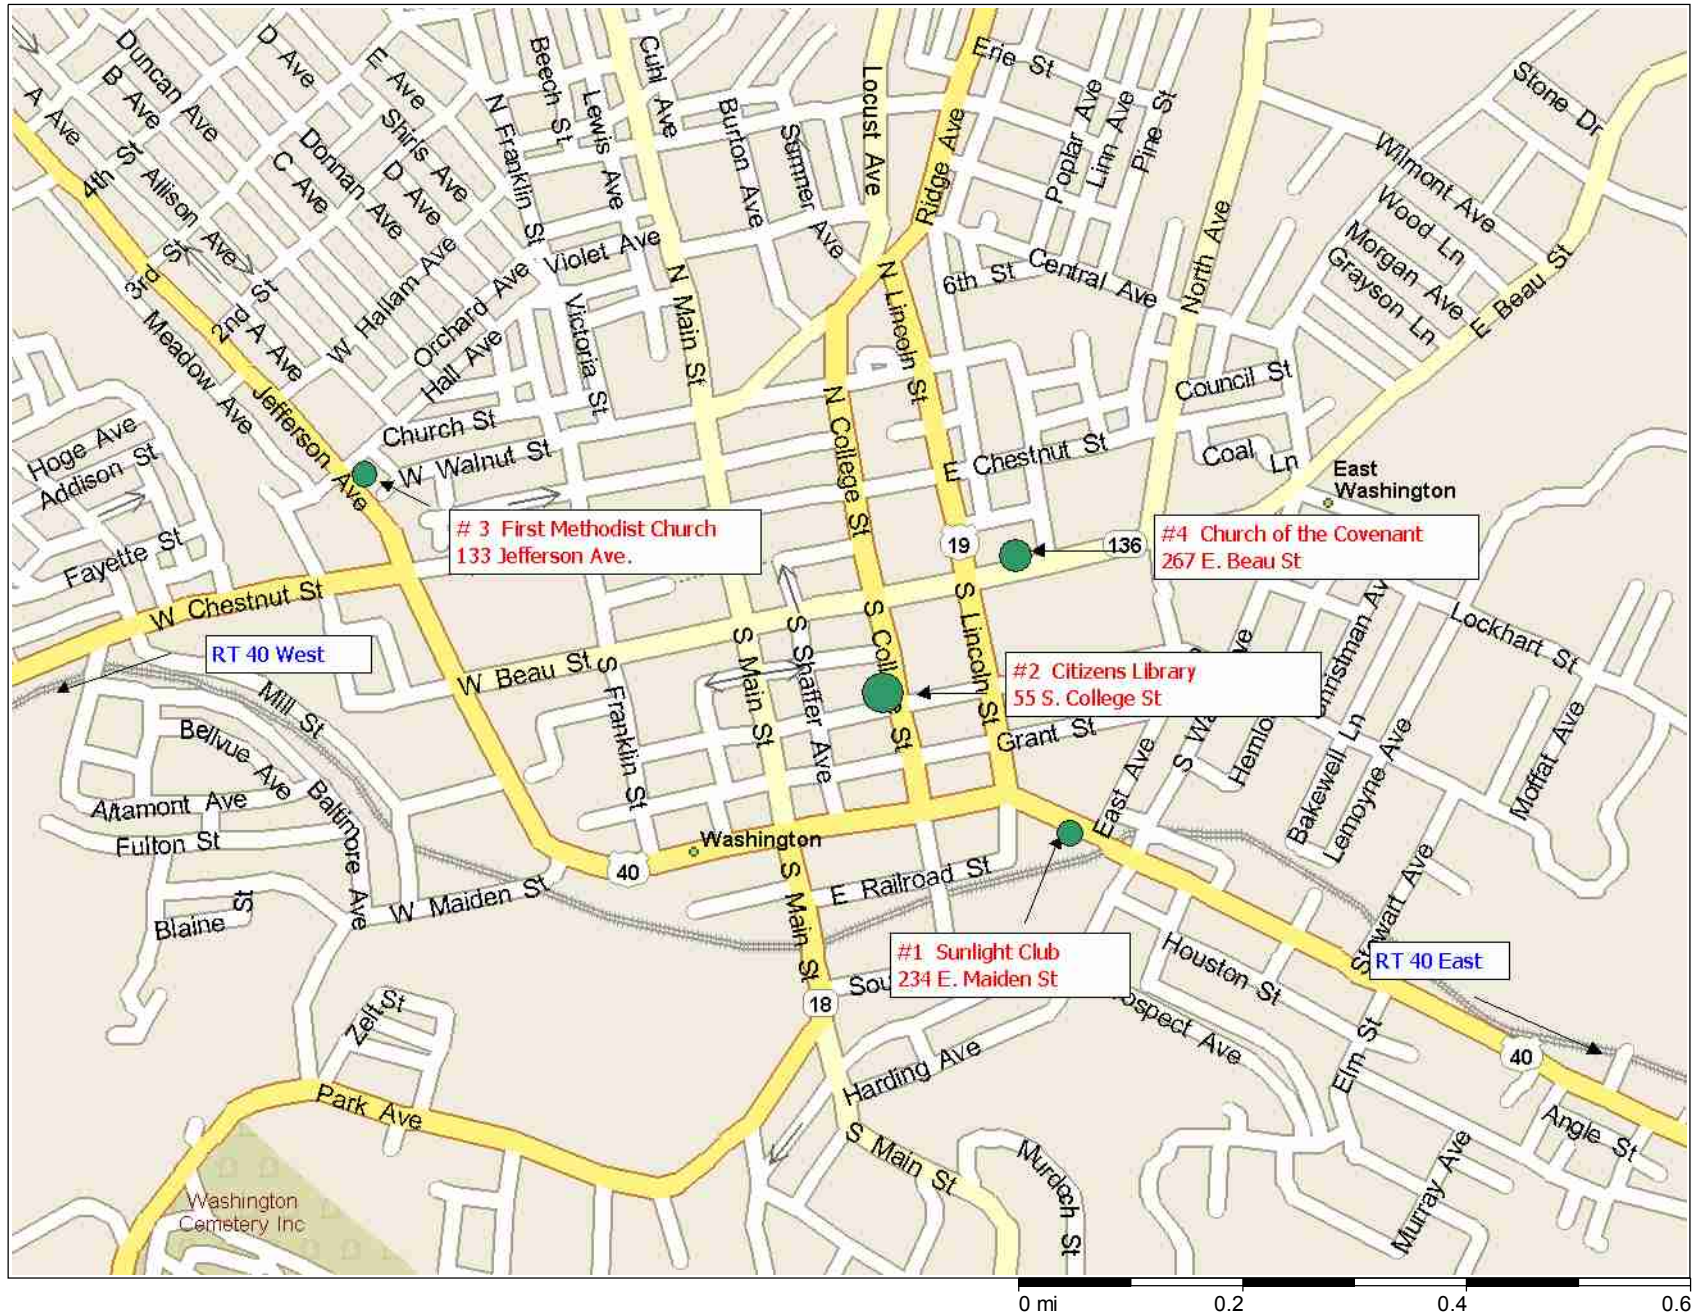 Duncan Ave
B Ave
A Ave
D Ave
E Ave
Shirls Ave
Donnan Ave
C Ave
D Ave
S Allison Ave
4th St
3rd St
2nd St
A Ave
W Hallam Ave
Orchard Ave
Hall Ave
Meadow Ave
Jefferson Ave
N Franklin St
Beech St
Lewis Ave
Cuhl Ave
Burton Ave
Sumner Ave
Locust Ave
Ridge Ave
Erie St
Poplar Ave
Linn Ave
Pine St
North Ave
Stone Dr
Wilmont Ave
Wood Ln
Morgan Ave
Grayson Ln
E Beau St
6th St
Central Ave
Violet Ave
Victoria St
N Main St
N Lincoln St
N College St
Church St
W Walnut St
Council St
Coal Ln
E Chestnut St
East
Washington
Hoge Ave
Addison St
Fayette St
W Chestnut St
# 3 First Methodist Church
133 Jefferson Ave.
19
136
#4 Church of the Covenant
267 E. Beau St
RT 40 West
W Beau St
S Franklin St
S Main St
S Shaffer Ave
S College St
S Lincoln St
#2 Citizens Library
55 S. College St
Grant St
Lockhart St
East Ave
Bakewell Ln
Lemoyne Ave
Moffat Ave
Stewart Ave
Mill St
Bellvue Ave
Altamont Ave
Fulton St
Baltimore Ave
Blaine St
W Maiden St
40
Washington
S Main St
E Railroad St
#1 Sunlight Club
234 E. Maiden St
RT 40 East
Houston St
Elm St
40
Angle St
Murray Ave
18
Harding Ave
S Main St
Murdoch St
Zelt St
Park Ave
Washington
Cemetery Inc
0 mi 0.2 0.4 0.6